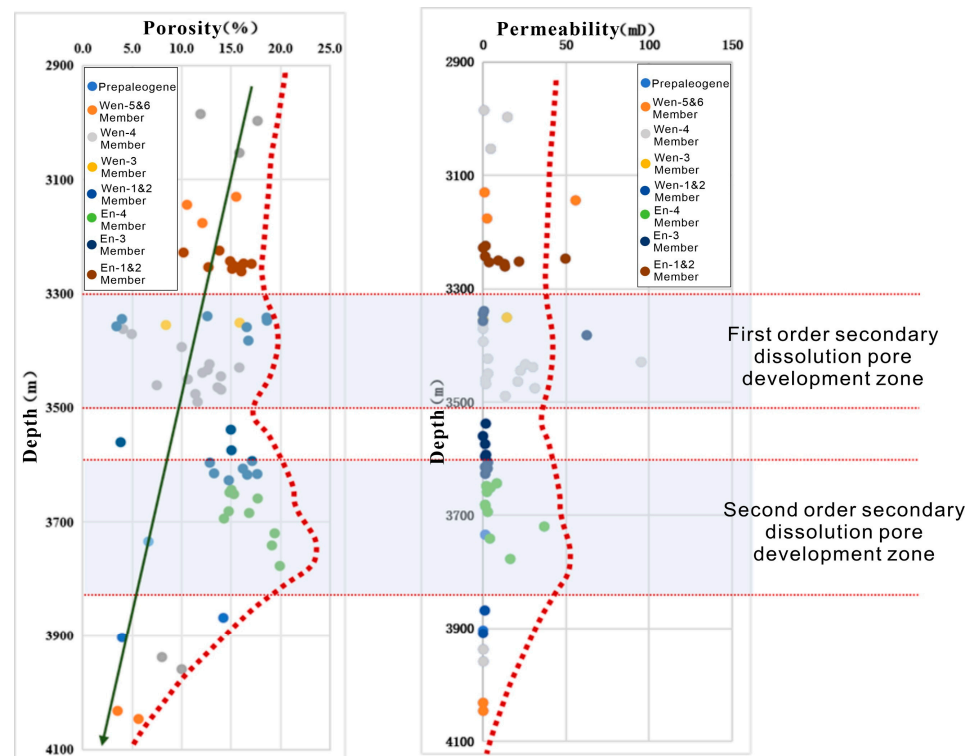 Porosity(%)
0.0 5.0 10.0 15.0 20.0 25.0
2900
3100
3300
3500
3700
3900
4100
Depth(m)
Prepaleogene
Wen-5&6
Member
Wen-4
Member
Wen-3
Member
Wen-1&2
Member
En-4
Member
En-3
Member
En-1&2
Member
Permeability(mD)
0 50 100 150
2900
3100
3300
3500
3700
3900
4100
Depth(m)
Prepaleogene
Wen-5&6
Member
Wen-4
Member
Wen-3
Member
Wen-1&2
Member
En-4
Member
En-3
Member
En-1&2
Member
First order secondary
dissolution pore
development zone
Second order secondary
dissolution pore
development zone